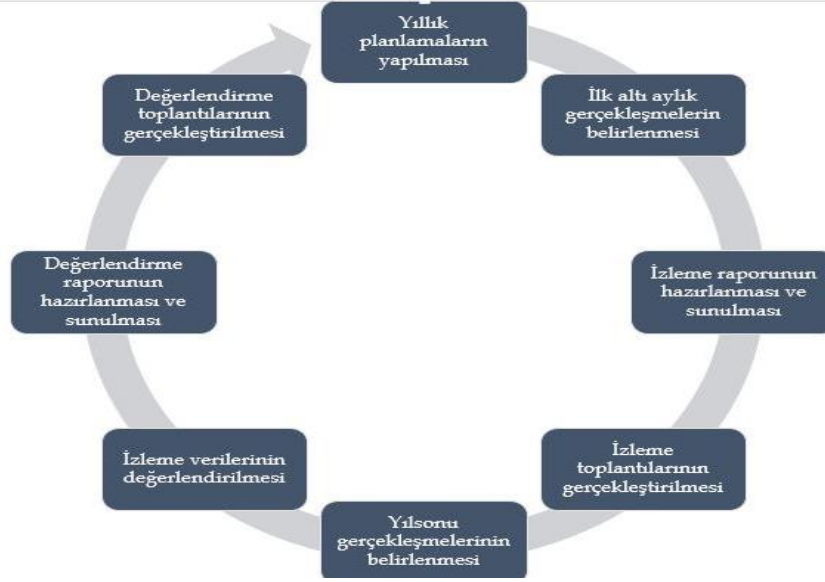 Yıllık
planlamaların
yapılması
İlk altı aylık
gerçekleşmelerin
belirlenmesi
İzleme raporunun
hazırlanması ve
sunulması
İzleme
toplantılarının
gerçekleştirilmesi
Yılsonu
gerçekleşmelerinin
belirlenmesi
İzleme verilerinin
değerlendirilmesi
Değerlendirme
raporunun
hazırlanması ve
sunulması
Değerlendirme
toplantılarının
gerçekleştirilmesi